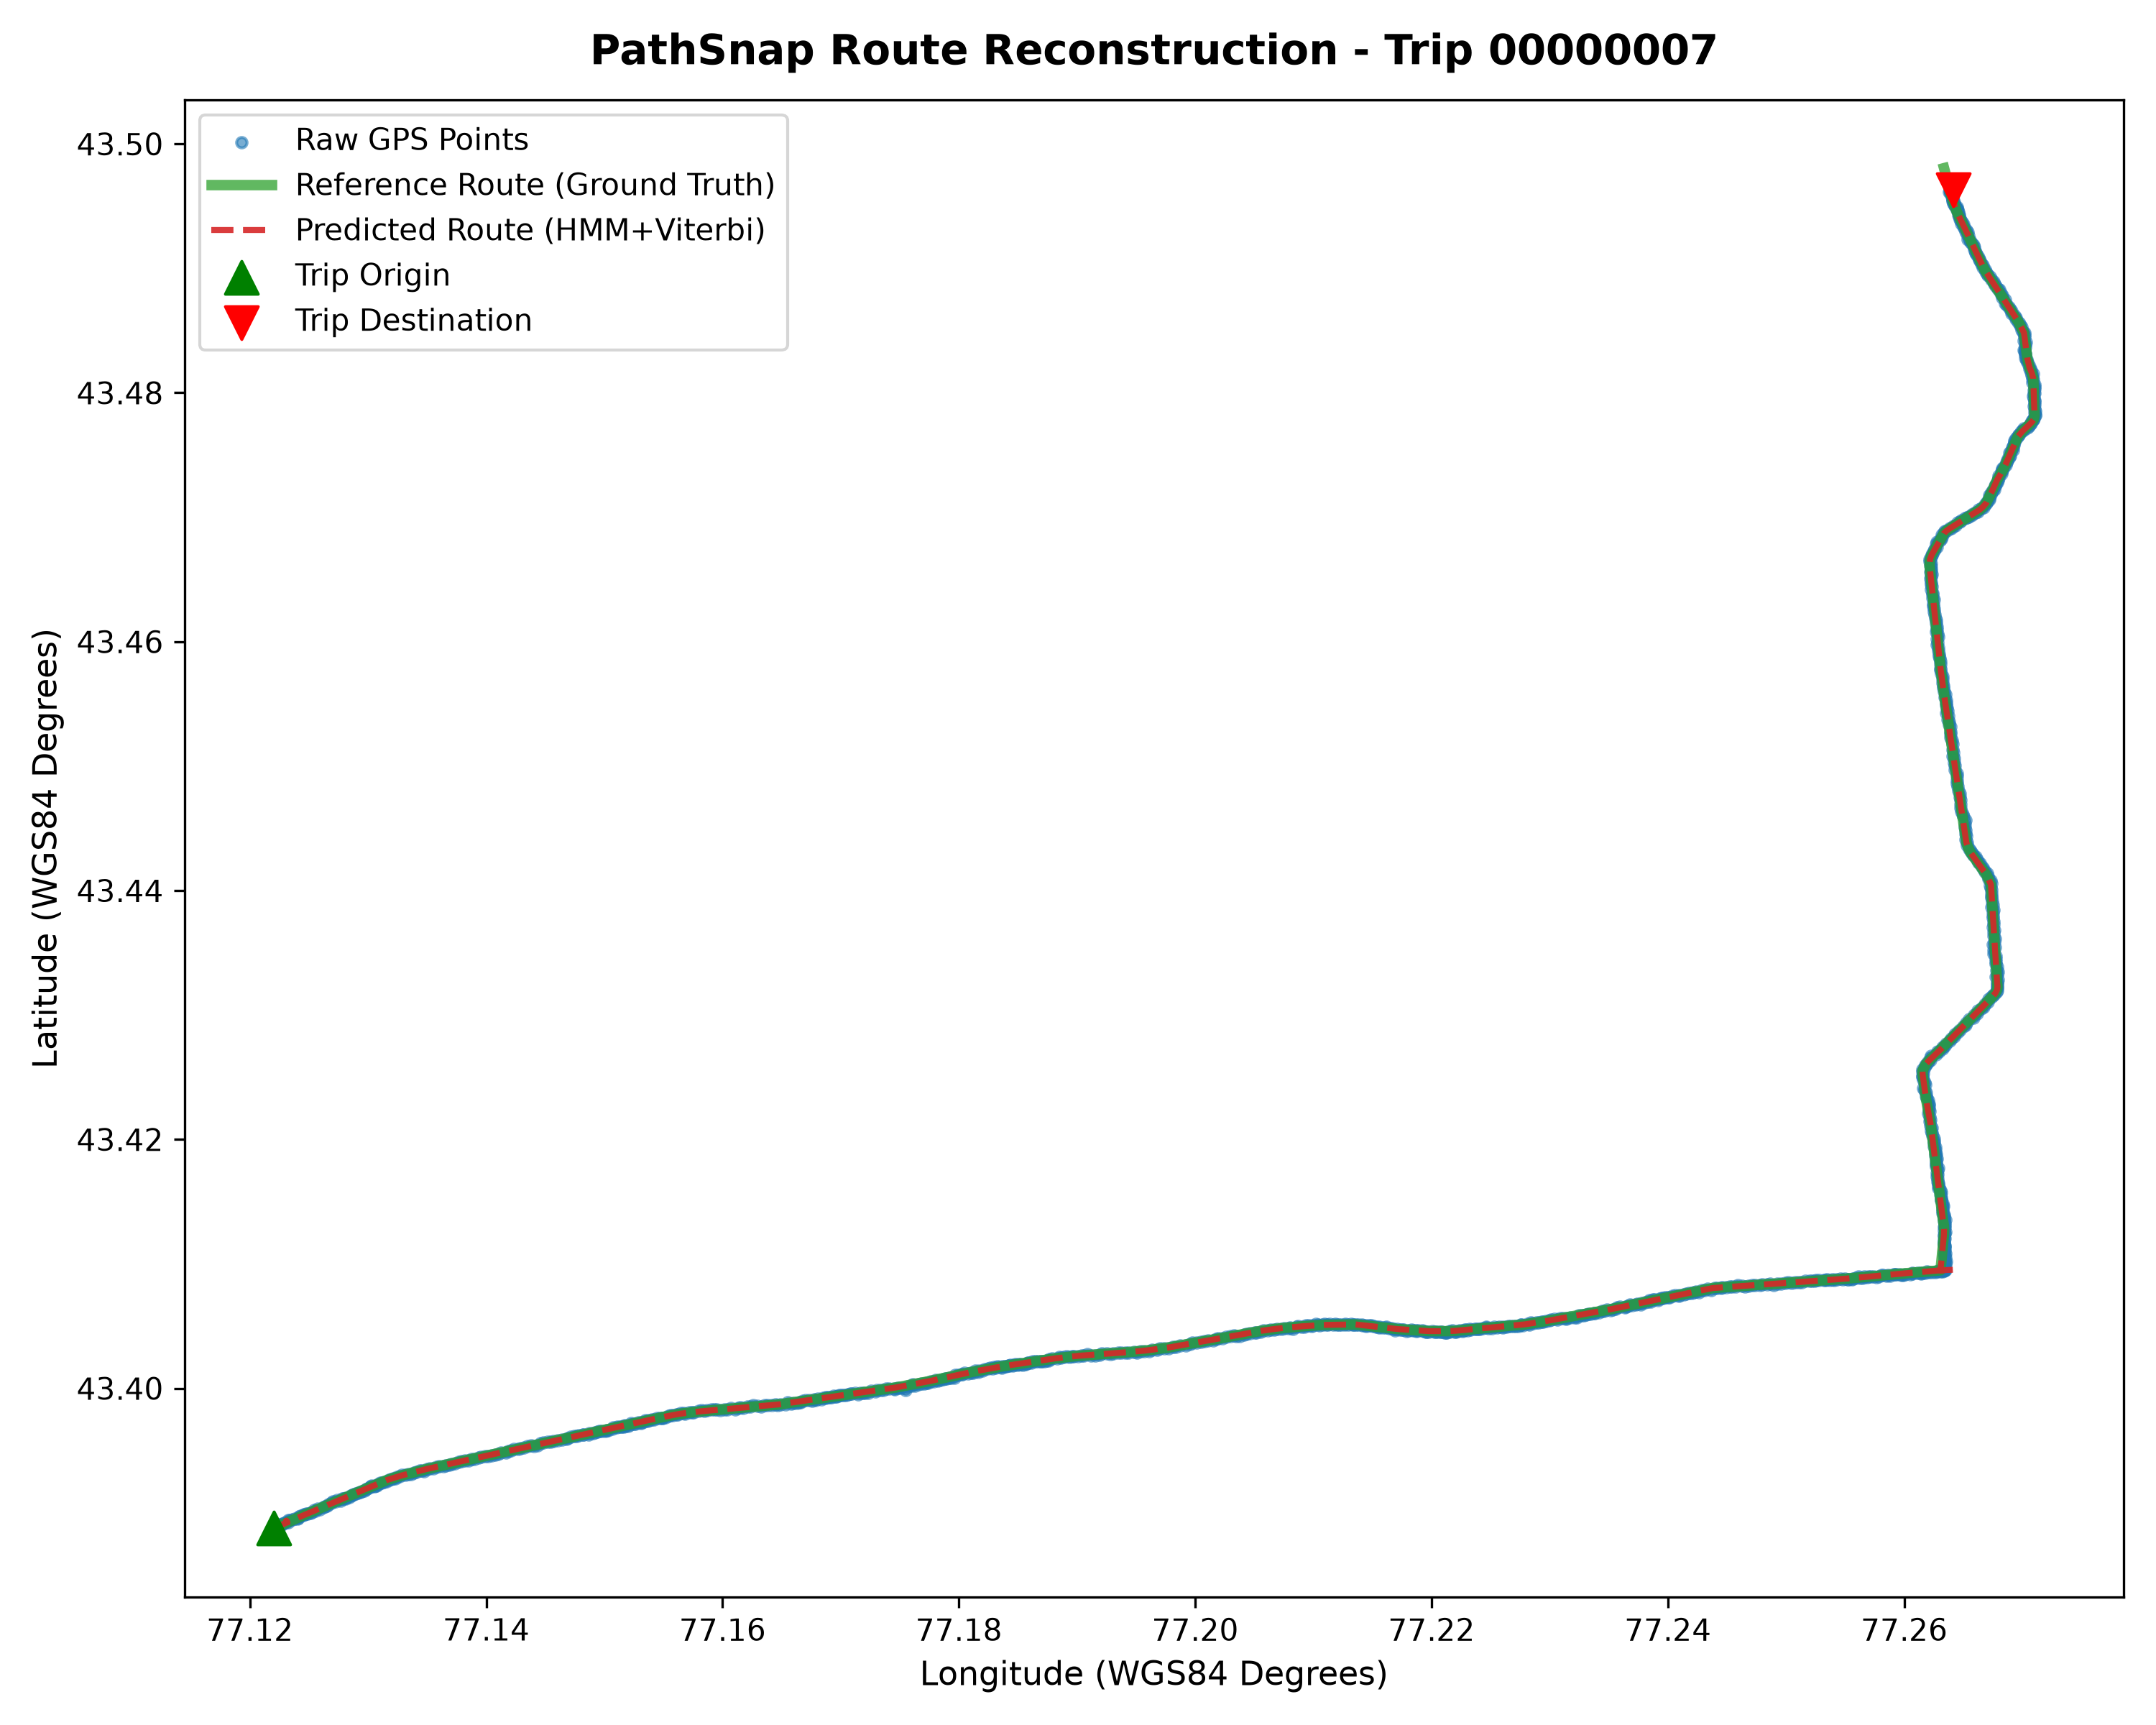 PathSnap Route Reconstruction - Trip 00000007
Raw GPS Points
Reference Route (Ground Truth)
Predicted Route (HMM+Viterbi)
Trip Origin
Trip Destination
Latitude (WGS84 Degrees)
43.50
43.48
43.46
43.44
43.42
43.40
77.12 77.14 77.16 77.18 77.20 77.22 77.24 77.26
Longitude (WGS84 Degrees)